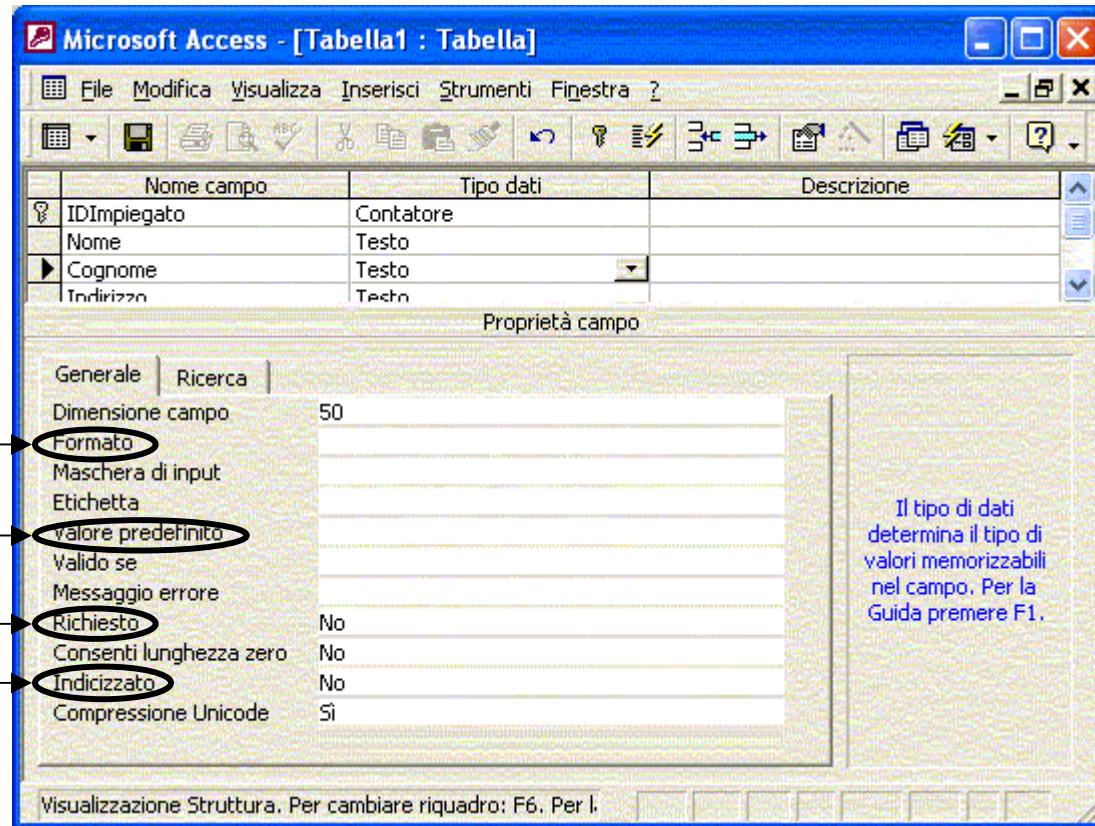 Microsoft Access - [Tabella1 : Tabella]
File Modifica Visualizza Inserisci Strumenti Finestra ?
Nome campo Tipo dati Descrizione
IDImpiegato Contatore
Nome Testo
Cognome Testo
Indirizzo Testo
Proprietà campo
Generale Ricerca
Dimensione campo 50
Formato
Maschera di input
Etichetta
Valore predefinito
Valido se
Messaggio errore
Richiesto No
Consenti lunghezza zero No
Indicizzato No
Compressione Unicode Sì
Il tipo di dati
determina il tipo di
valori memorizzabili
nel campo. Per la
Guida premere F1.
Visualizzazione Struttura. Per cambiare riquadro: F6. Per